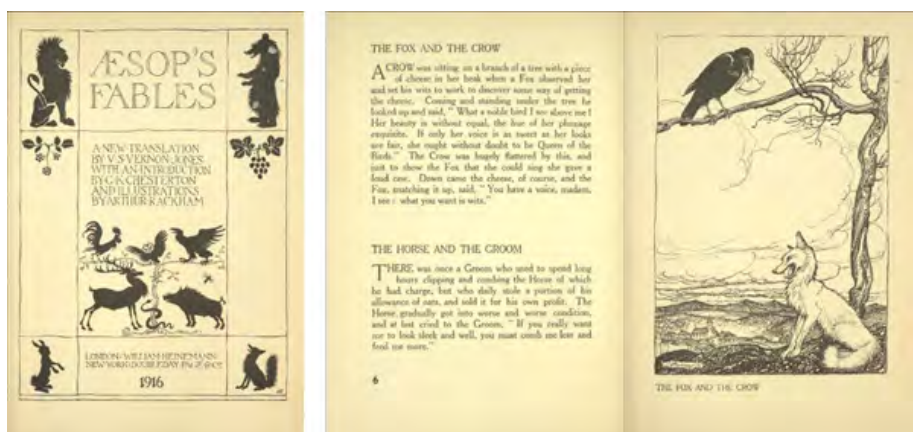 ÆSOP'S
FABLES
A NEW TRANSLATION
BY V.S. VERNON JONES
WITH AN INTRODUCTION
BY G.K. CHESTERTON
AND ILLUSTRATIONS
BY ARTHUR RACKHAM
LONDON: WILLIAM HEINEMANN
NEW YORK: DOUBLEDAY PAGE & Co
1916
THE FOX AND THE CROW
A CROW was sitting on a branch of a tree with a piece
of cheese in her beak when a Fox observed her
and set his wits to work to discover some way of getting
the cheese. Coming and standing under the tree he
looked up and said, "What a noble bird I see above me!
Her beauty is without equal, the hue of her plumage
exquisite. If only her voice is as sweet as her looks
are fair, she ought without doubt to be Queen of the
Birds." The Crow was hugely flattered by this, and
just to show the Fox that she could sing she gave a
loud caw. Down came the cheese, of course, and the
Fox, snatching it up, said, "You have a voice, madam,
I see: what you want is wits."
THE HORSE AND THE GROOM
THERE was once a Groom who used to spend long
hours clipping and combing the Horse of which
he had charge, but who daily stole a portion of his
allowance of oats, and sold it for his own profit. The
Horse gradually got into worse and worse condition,
and at last cried to the Groom, "If you really want
me to look sleek and well, you must comb me less and
feed me more."
6
THE FOX AND THE CROW